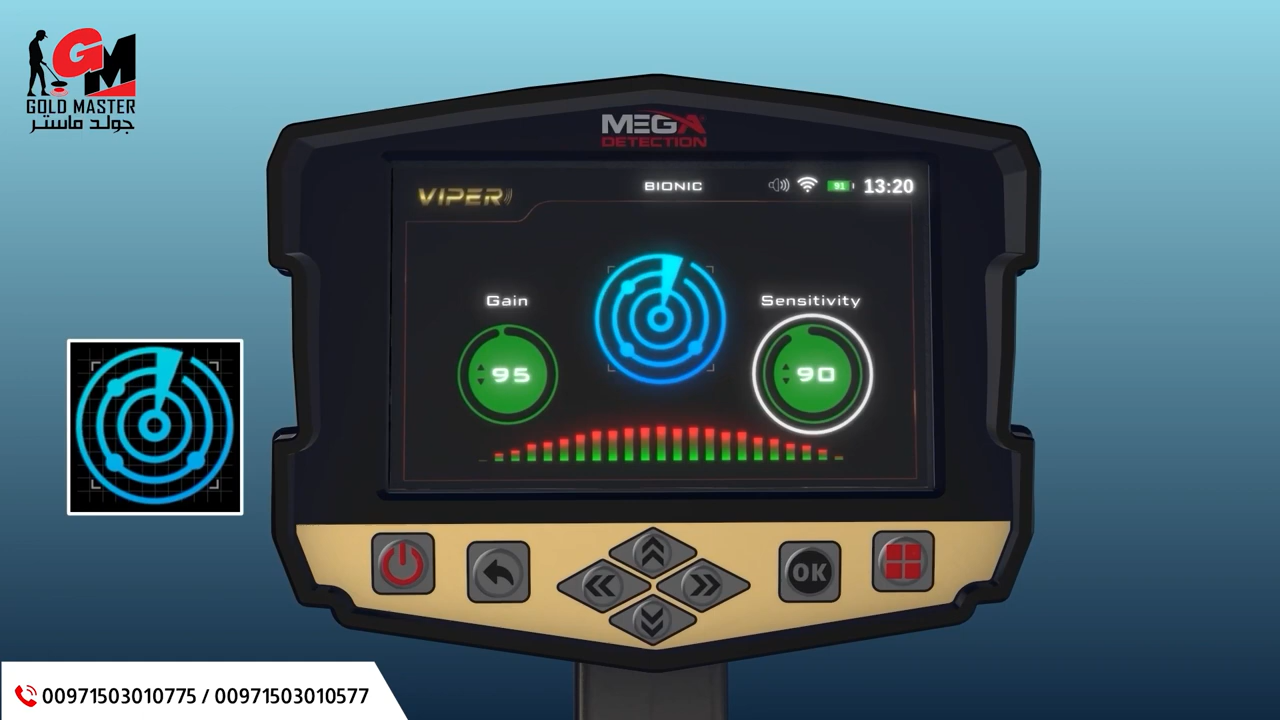 GM
GOLD MASTER
جولد ماستر
MEGA
DETECTION
VIPER
BIONIC
91
13:20
Gain
Sensitivity
95
90
OK
00971503010775 / 00971503010577